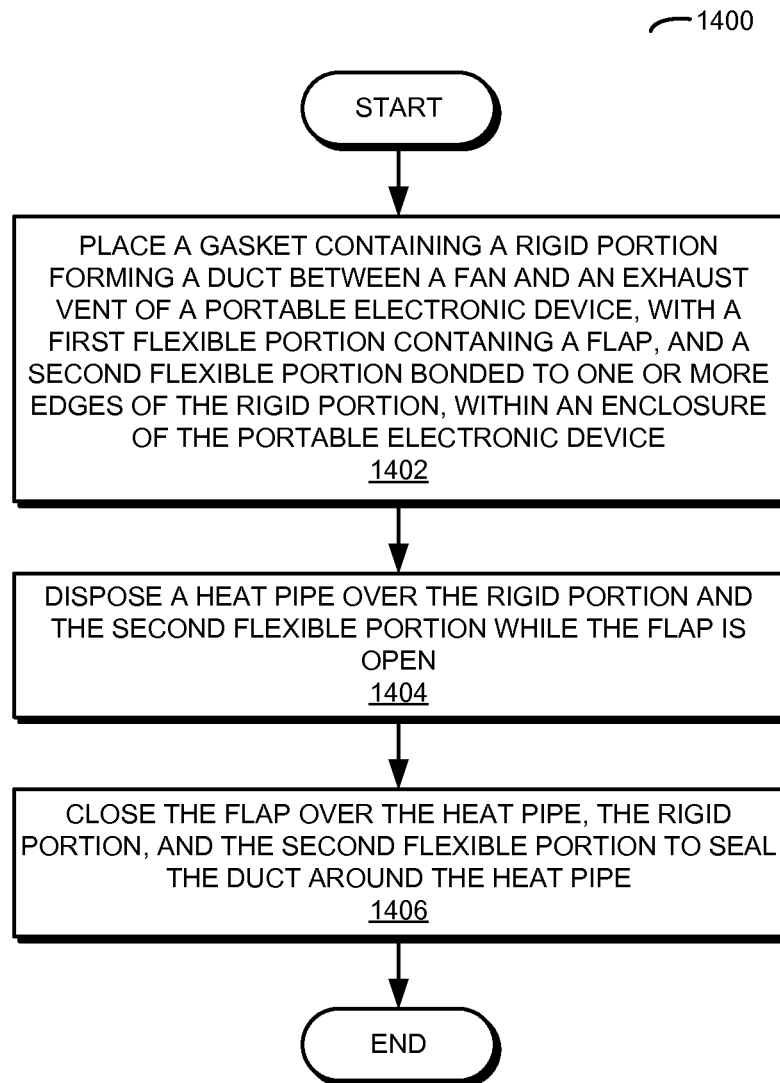 1400
START
PLACE A GASKET CONTAINING A RIGID PORTION
FORMING A DUCT BETWEEN A FAN AND AN EXHAUST
VENT OF A PORTABLE ELECTRONIC DEVICE, WITH A
FIRST FLEXIBLE PORTION CONTANING A FLAP, AND A
SECOND FLEXIBLE PORTION BONDED TO ONE OR MORE
EDGES OF THE RIGID PORTION, WITHIN AN ENCLOSURE
OF THE PORTABLE ELECTRONIC DEVICE
1402
DISPOSE A HEAT PIPE OVER THE RIGID PORTION AND
THE SECOND FLEXIBLE PORTION WHILE THE FLAP IS
OPEN
1404
CLOSE THE FLAP OVER THE HEAT PIPE, THE RIGID
PORTION, AND THE SECOND FLEXIBLE PORTION TO SEAL
THE DUCT AROUND THE HEAT PIPE
1406
END